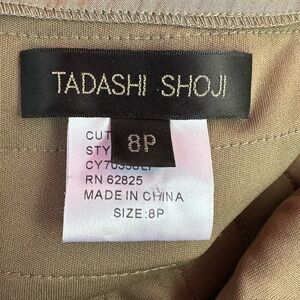 TADASHI SHOJI
8P
CUT
STY
RN 62825
MADE IN CHINA
SIZE:8P